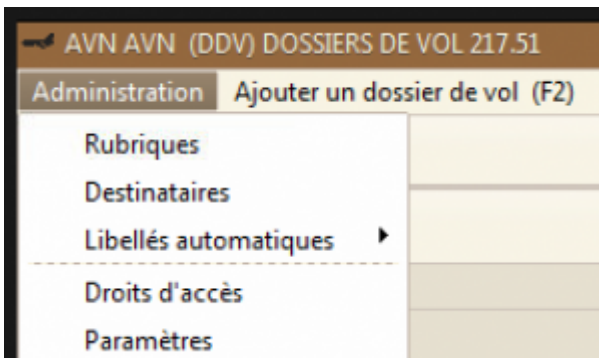 AVN AVN (DDV) DOSSIERS DE VOL 217.51
Administration Ajouter un dossier de vol (F2)
Rubriques
Destinataires
Libellés automatiques
Droits d'accès
Paramètres